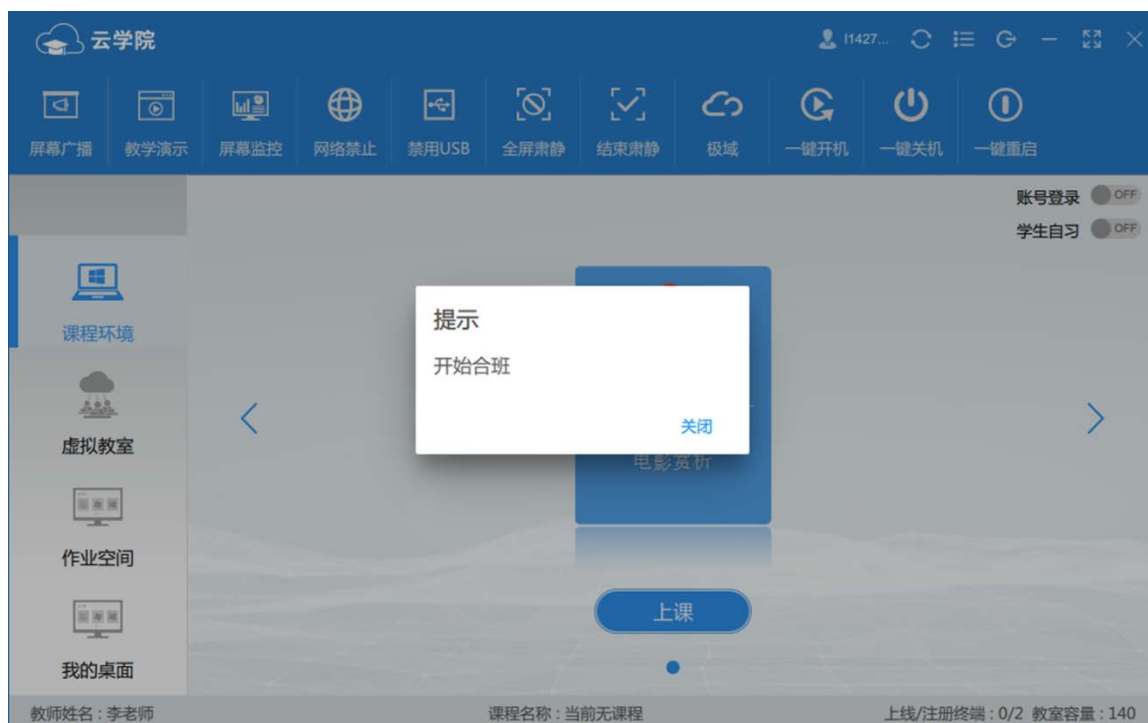 云学院
l1427...
屏幕广播 教学演示 屏幕监控 网络禁止 禁用USB 全屏肃静 结束肃静 极域 一键开机 一键关机 一键重启
账号登录 OFF
学生自习 OFF
课程环境
虚拟教室
作业空间
我的桌面
提示
开始合班
关闭
电影赏析
上课
教师姓名 : 李老师 课程名称 : 当前无课程 上线/注册终端 : 0/2 教室容量 : 140